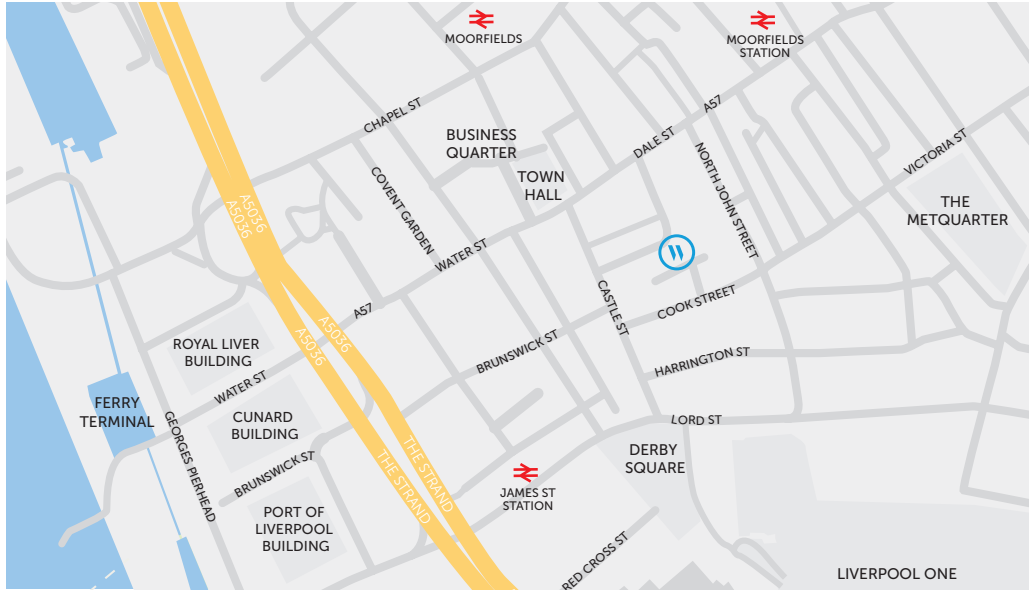 MOORFIELDS
MOORFIELDS
STATION
A57
CHAPEL ST
BUSINESS
QUARTER
DALE ST
VICTORIA ST
TOWN
HALL
NORTH JOHN STREET
THE
METQUARTER
COVENT GARDEN
A5036
A5036
WATER ST
CASTLE ST
COOK STREET
A57
A5036
A5036
BRUNSWICK ST
ROYAL LIVER
BUILDING
HARRINGTON ST
WATER ST
FERRY
TERMINAL
CUNARD
BUILDING
LORD ST
GEORGES PIERHEAD
BRUNSWICK ST
THE STRAND
THE STRAND
DERBY
SQUARE
JAMES ST
STATION
PORT OF
LIVERPOOL
BUILDING
RED CROSS ST
LIVERPOOL ONE